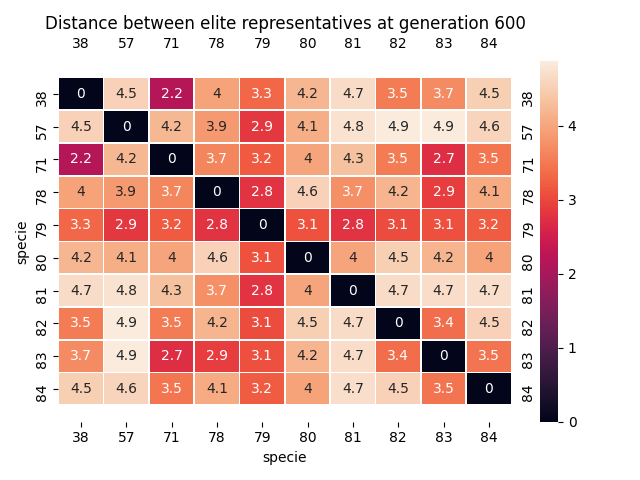 Distance between elite representatives at generation 600
38 57 71 78 79 80 81 82 83 84
38 0 4.5 2.2 4 3.3 4.2 4.7 3.5 3.7 4.5 38
57 4.5 0 4.2 3.9 2.9 4.1 4.8 4.9 4.9 4.6 57
71 2.2 4.2 0 3.7 3.2 4 4.3 3.5 2.7 3.5 71
78 4 3.9 3.7 0 2.8 4.6 3.7 4.2 2.9 4.1 78
79 3.3 2.9 3.2 2.8 0 3.1 2.8 3.1 3.1 3.2 79
80 4.2 4.1 4 4.6 3.1 0 4 4.5 4.2 4 80
81 4.7 4.8 4.3 3.7 2.8 4 0 4.7 4.7 4.7 81
82 3.5 4.9 3.5 4.2 3.1 4.5 4.7 0 3.4 4.5 82
83 3.7 4.9 2.7 2.9 3.1 4.2 4.7 3.4 0 3.5 83
84 4.5 4.6 3.5 4.1 3.2 4 4.7 4.5 3.5 0 84
38 57 71 78 79 80 81 82 83 84
specie
specie
4
3
2
1
0